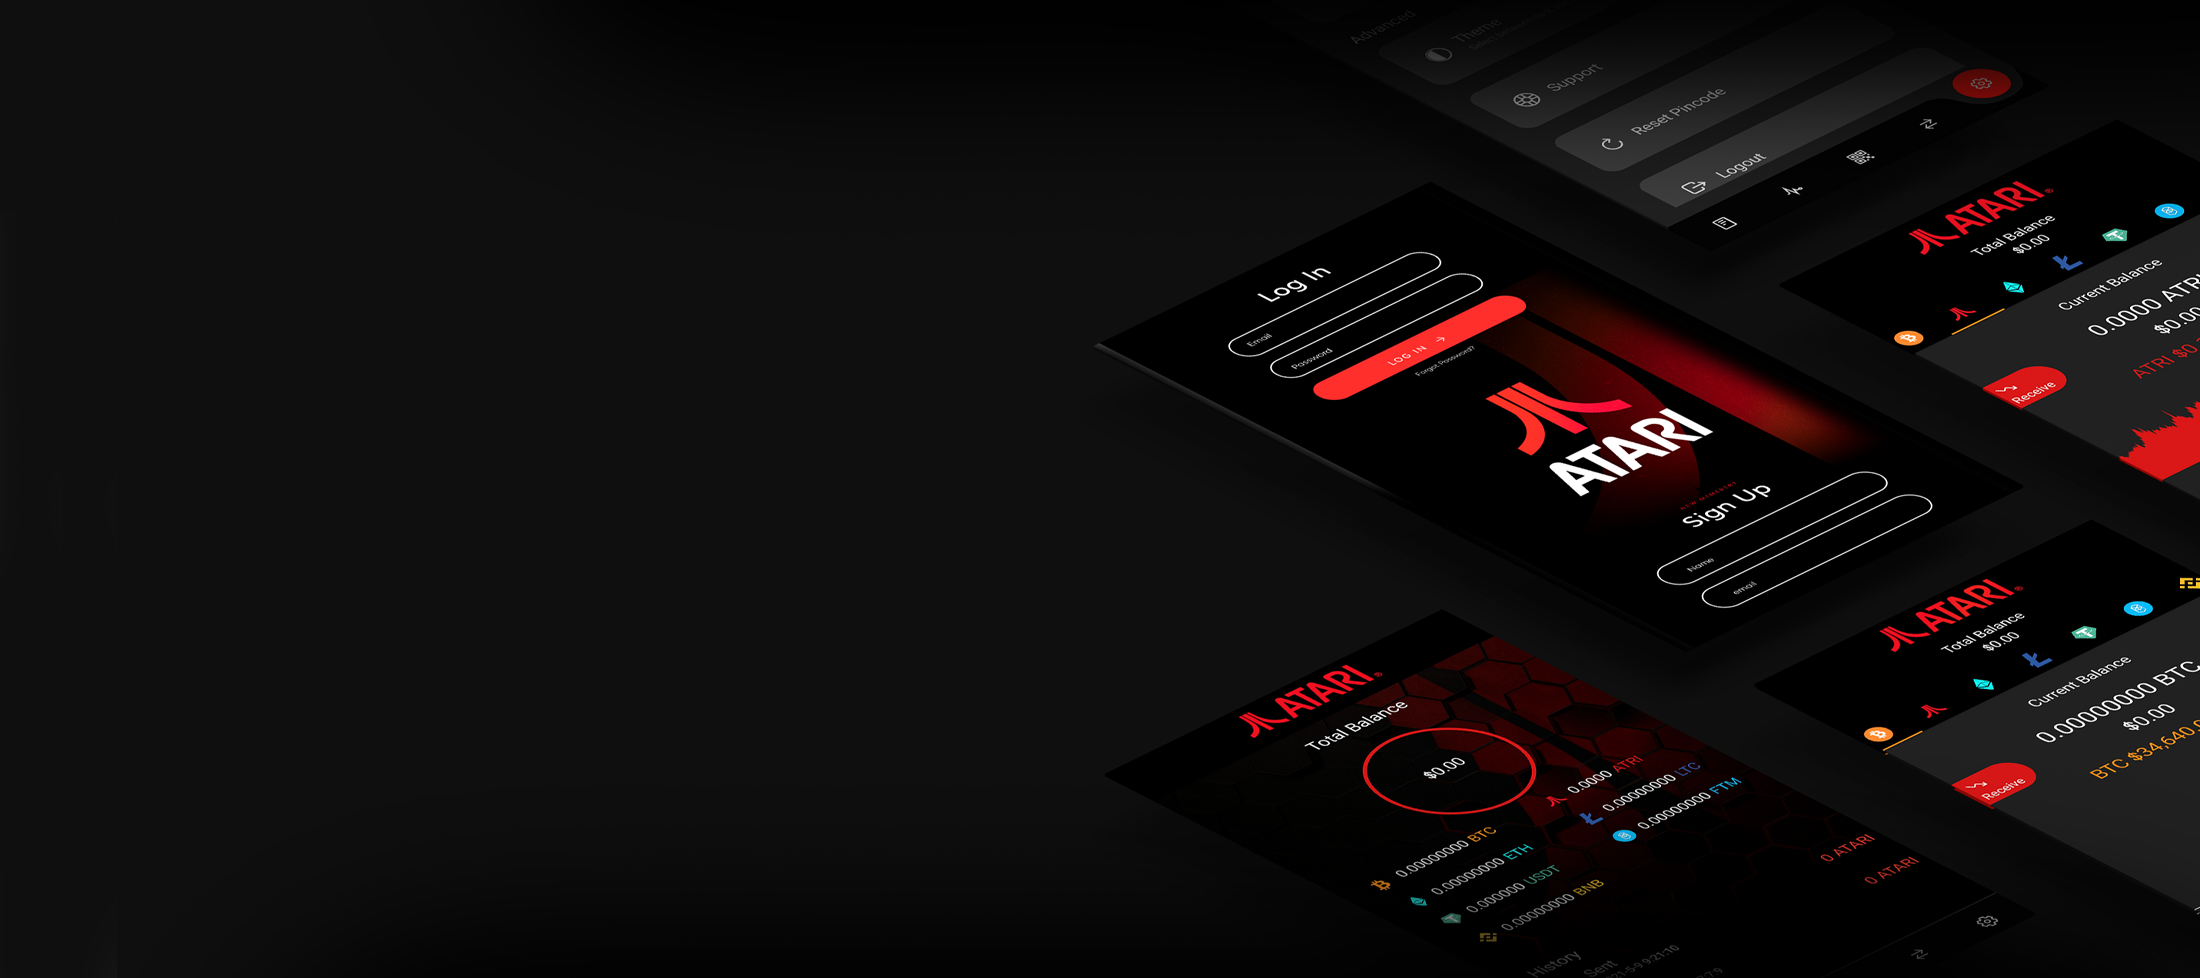 Advanced
Theme
Support
Reset Pincode
Logout
Log In
Email
Password
LOG IN
Forgot Password?
ATARI
NEW MEMBERS
Sign Up
Name
email
ATARI®
Total Balance
$0.00
Current Balance
0.0000 ATRI
$0.00
ATRI $0.
Receive
ATARI®
Total Balance
$0.00
0.0000 ATRI
0.00000000 LTC
0.00000000 FTM
0.00000000 BTC
0.00000000 ETH
0.000000 USDT
0.00000000 BNB
0 ATARI
0 ATARI
History
Sent
ATARI®
Total Balance
$0.00
Current Balance
0.00000000 BTC
$0.00
BTC $34,640.
Receive